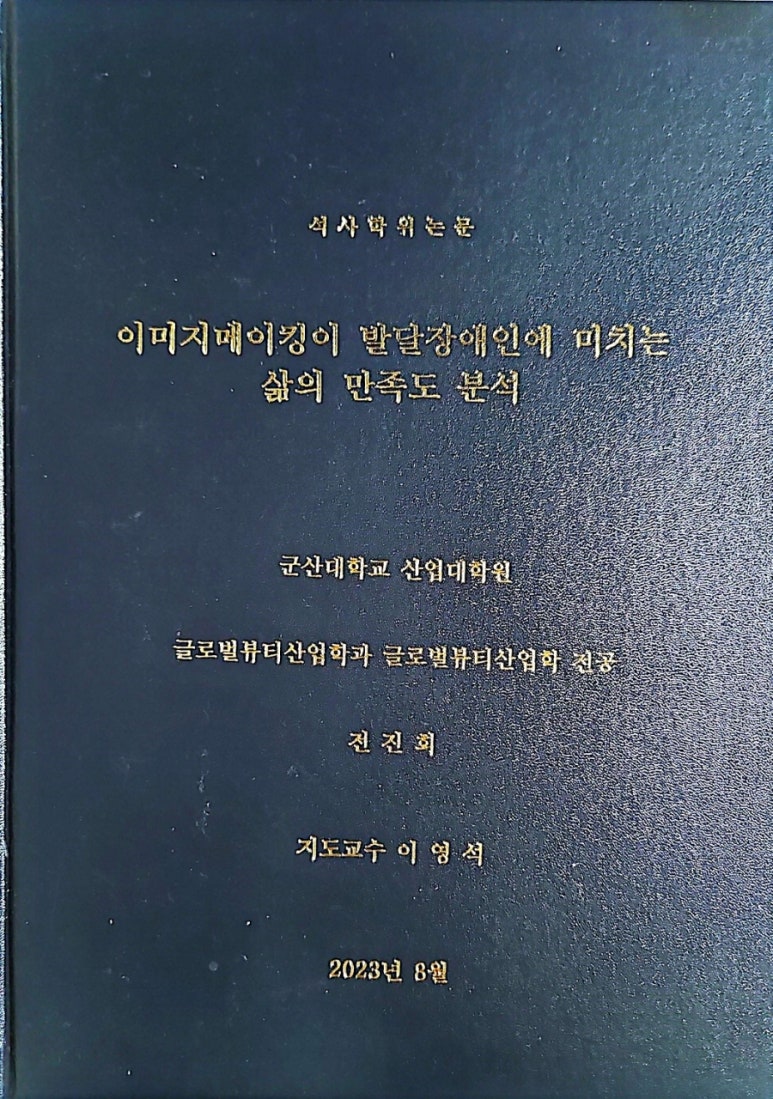 석사학위논문
이미지메이킹이 발달장애인에 미치는
삶의 만족도 분석
군산대학교 산업대학원
글로벌뷰티산업학과 글로벌뷰티산업학 전공
전진희
지도교수 이영석
2023년 8월